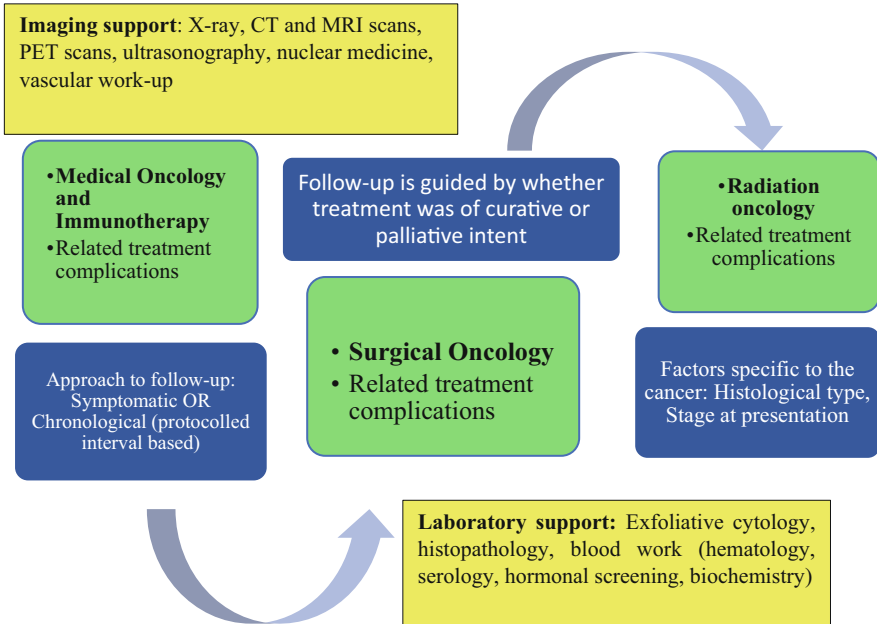 Imaging support: X-ray, CT and MRI scans,
PET scans, ultrasonography, nuclear medicine,
vascular work-up
•Medical Oncology
and
Immunotherapy
•Related treatment
complications
Approach to follow-up:
Symptomatic OR
Chronological (protocolled
interval based)
Follow-up is guided by whether
treatment was of curative or
palliative intent
• Surgical Oncology
• Related treatment
complications
•Radiation
oncology
•Related treatment
complications
Factors specific to the
cancer: Histological type,
Stage at presentation
Laboratory support: Exfoliative cytology,
histopathology, blood work (hematology,
serology, hormonal screening, biochemistry)